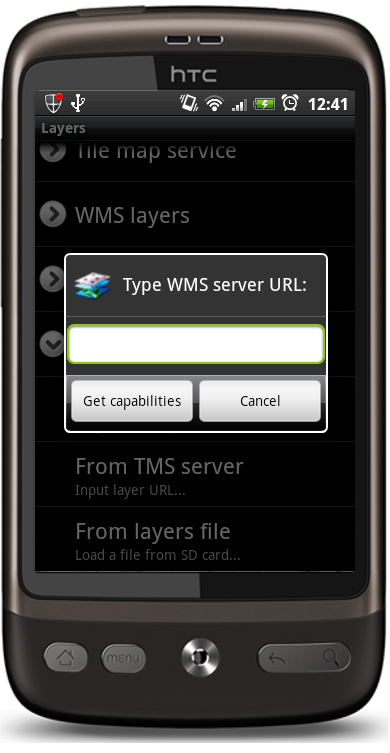 hTC
12:41
Layers
Tile map service
WMS layers
Type WMS server URL:
Get capabilities
Cancel
From TMS server
Input layer URL...
From layers file
Load a file from SD card...
menu